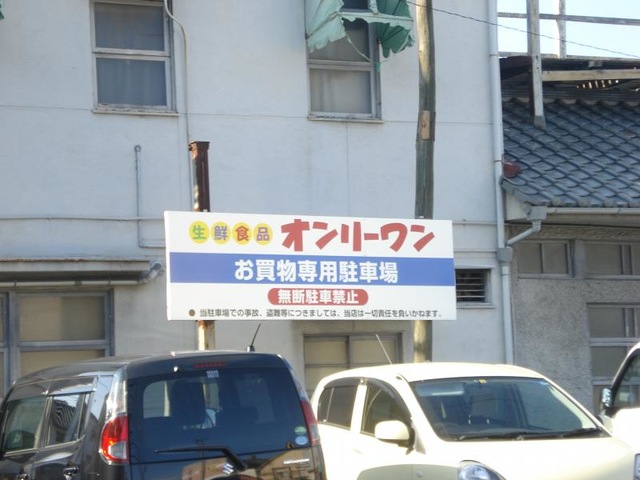 生鮮食品 オンリーワン
お買物専用駐車場
無断駐車禁止
● 当駐車場での事故、盗難等につきましては、当店は一切責任を負いかねます。